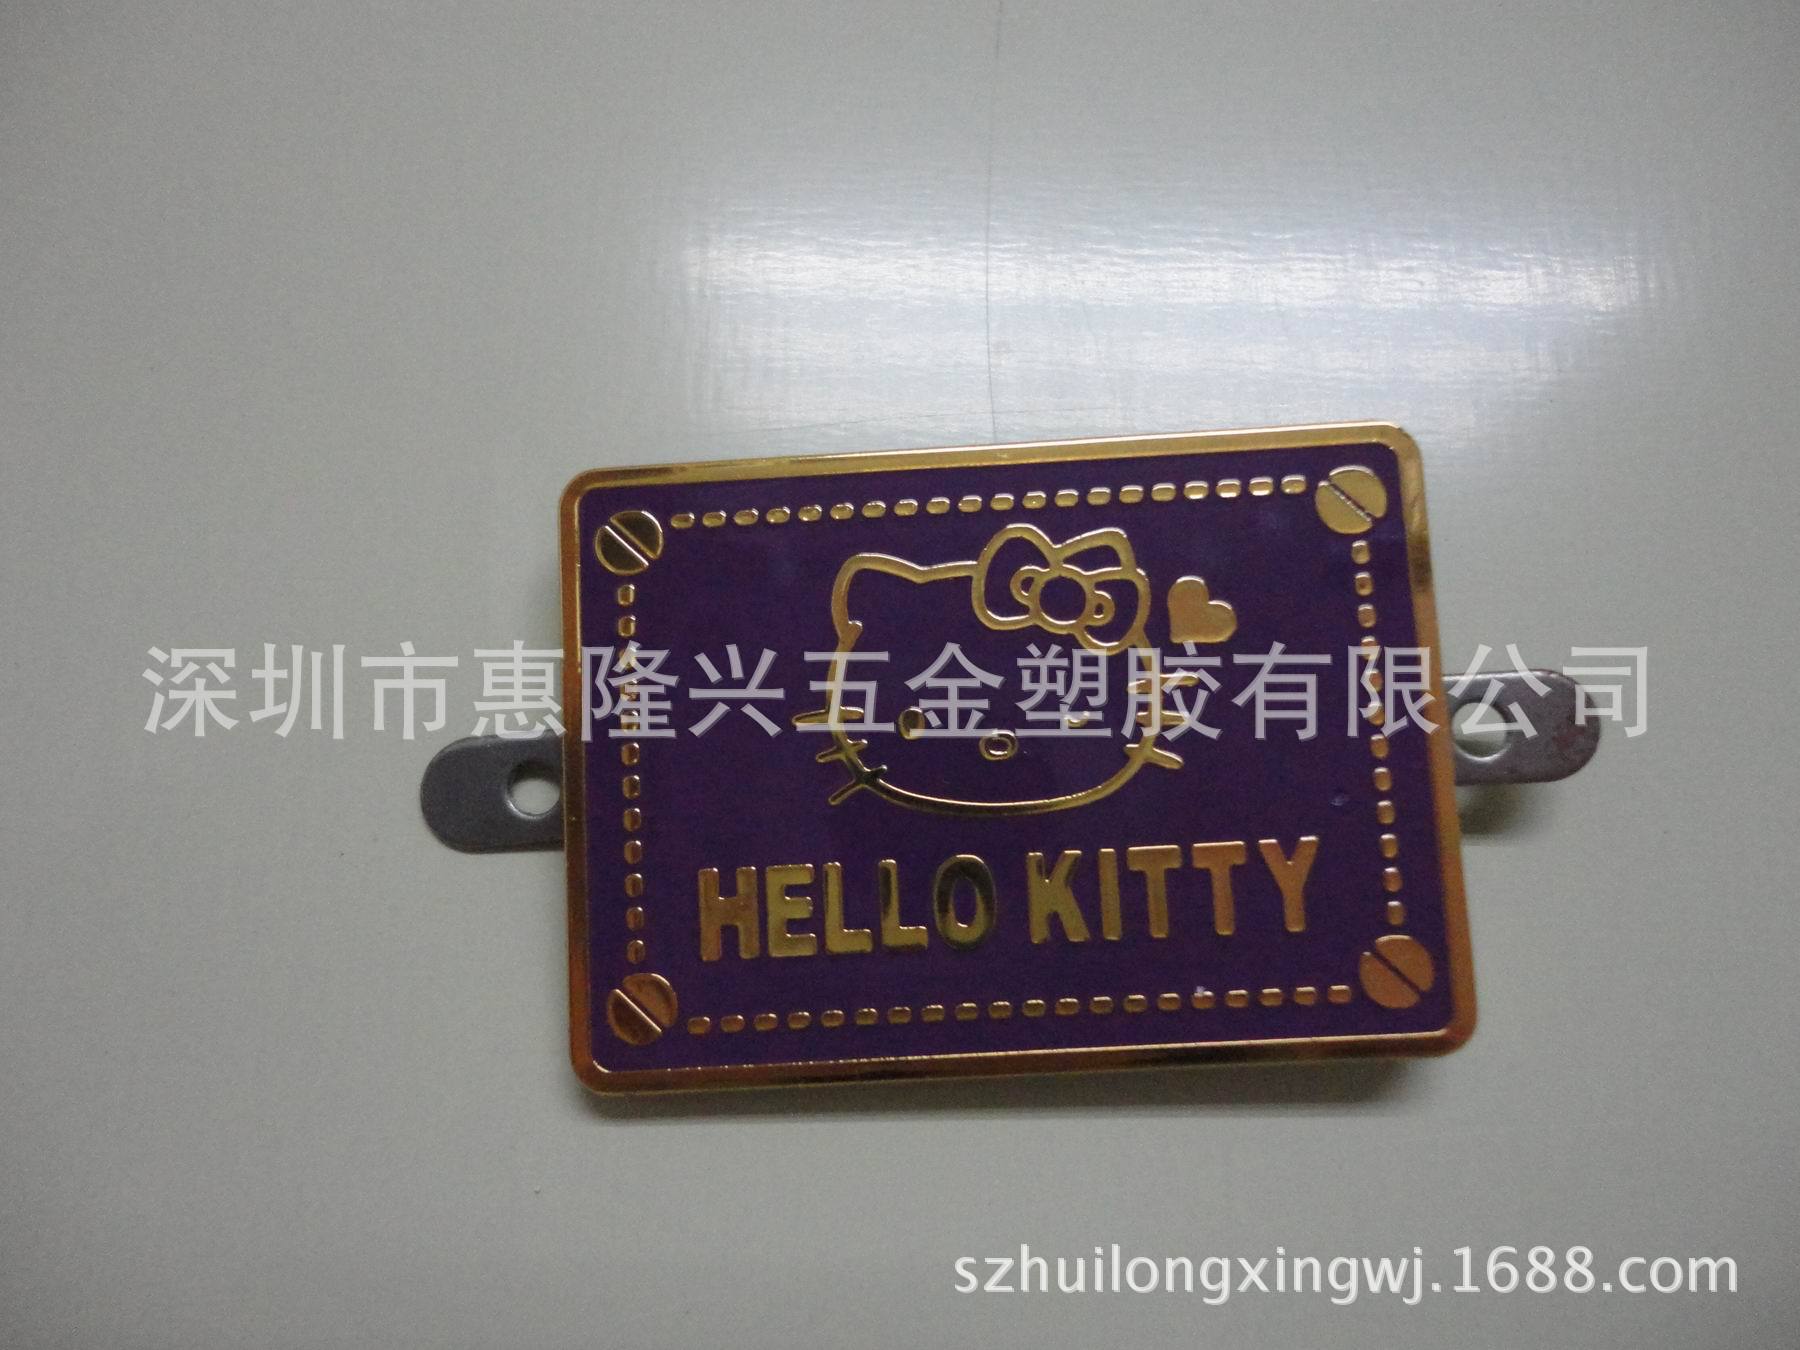 深圳市惠隆兴五金塑胶有限公司
HELLO KITTY
szhuilongxingwj.1688.com